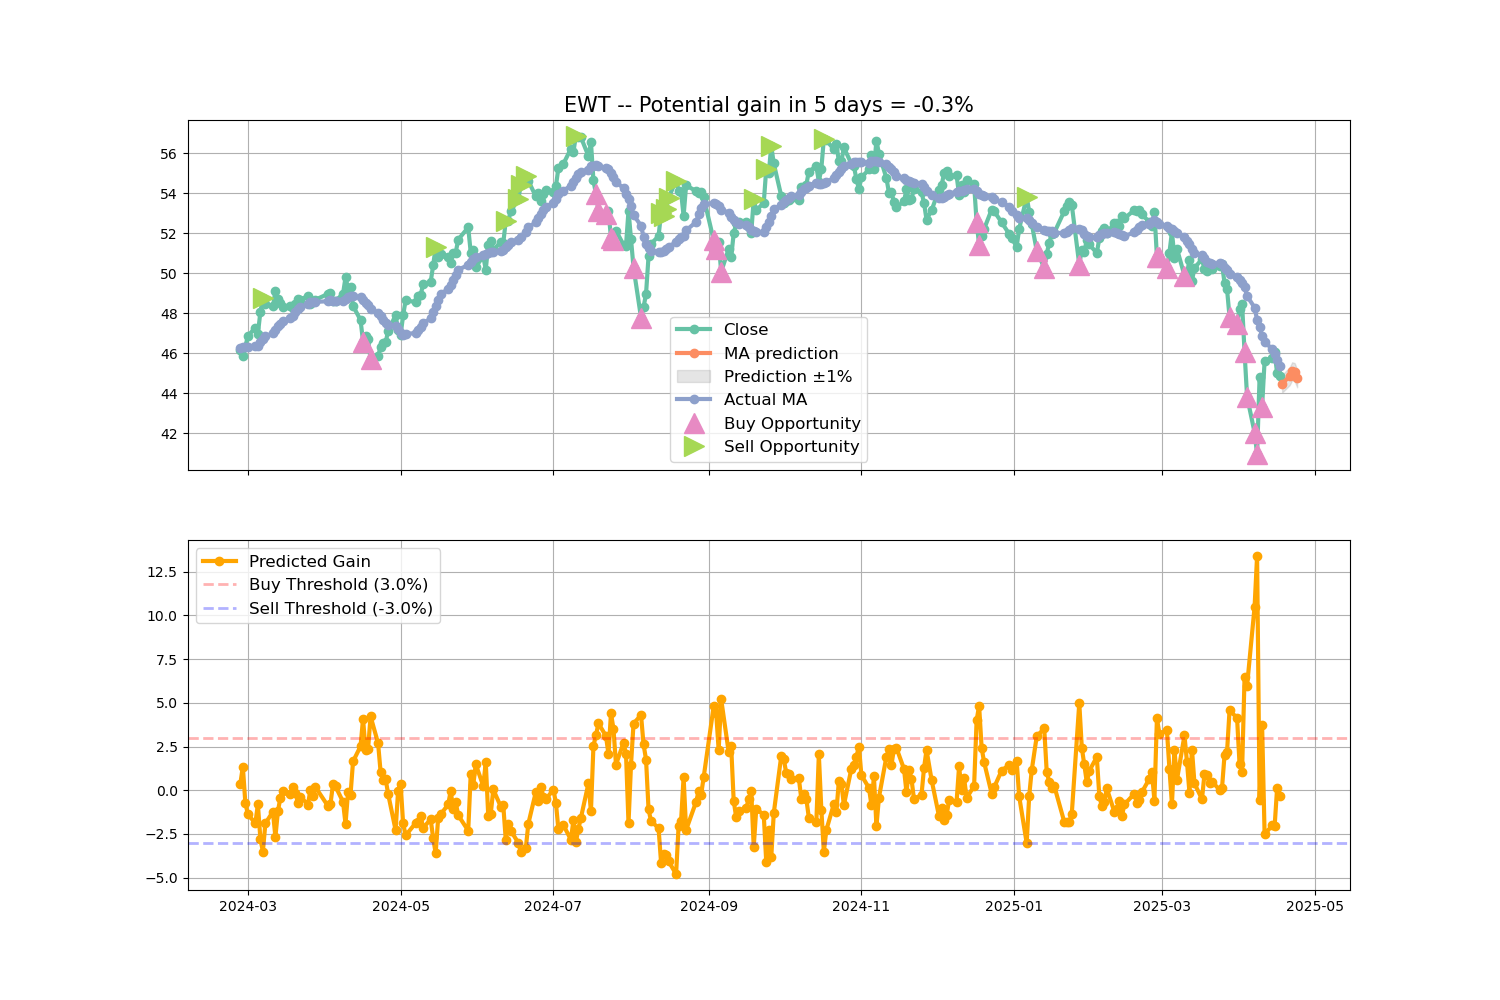 EWT -- Potential gain in 5 days = -0.3%
56
54
52
50
48
46
44
42
Close
MA prediction
Prediction ±1%
Actual MA
Buy Opportunity
Sell Opportunity
12.5
10.0
7.5
5.0
2.5
0.0
−2.5
−5.0
Predicted Gain
Buy Threshold (3.0%)
Sell Threshold (-3.0%)
2024-03
2024-05
2024-07
2024-09
2024-11
2025-01
2025-03
2025-05